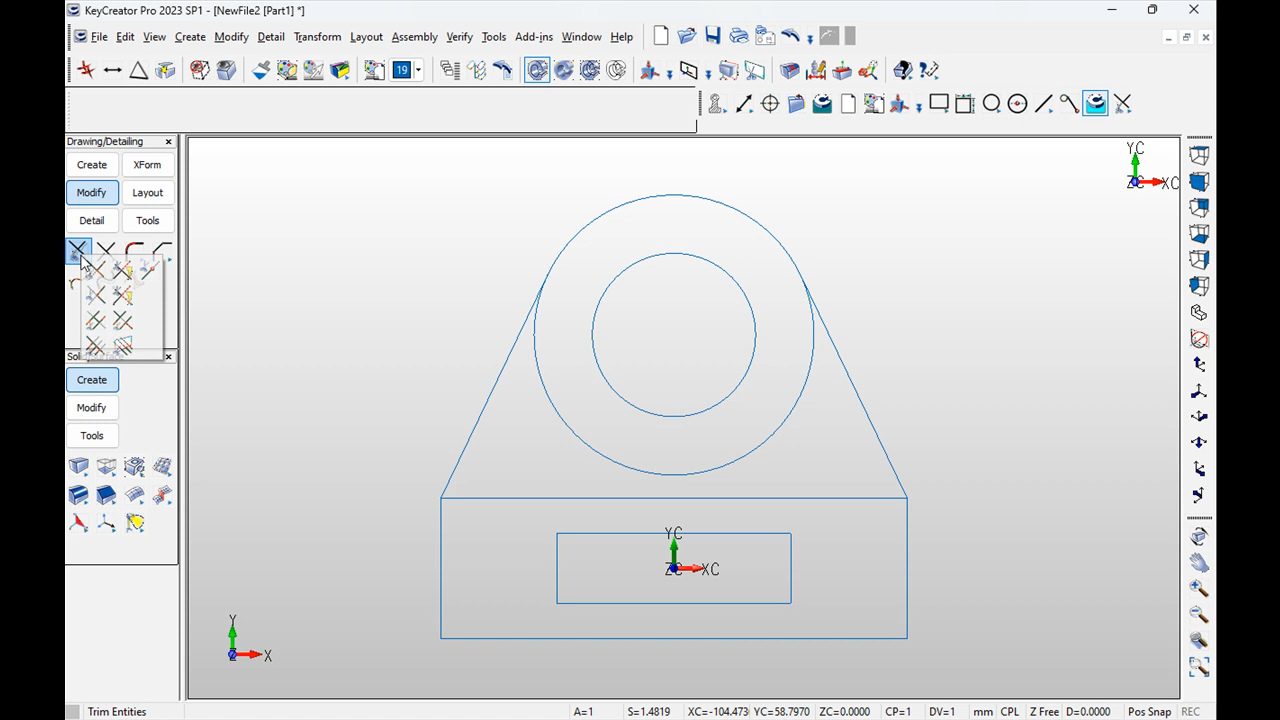 KeyCreator Pro 2023 SP1 - [NewFile2 [Part1] *]
File Edit View Create Modify Detail Transform Layout Assembly Verify Tools Add-ins Window Help
19
Drawing/Detailing
Create XForm
Modify Layout
Detail Tools
Create
Modify
Tools
YC
ZC XC
YC
ZC XC
Y
Z X
Trim Entities A=1 S=1.4819 XC=-104.473 YC=58.7970 ZC=0.0000 CP=1 DV=1 mm CPL Z Free D=0.0000 Pos Snap REC